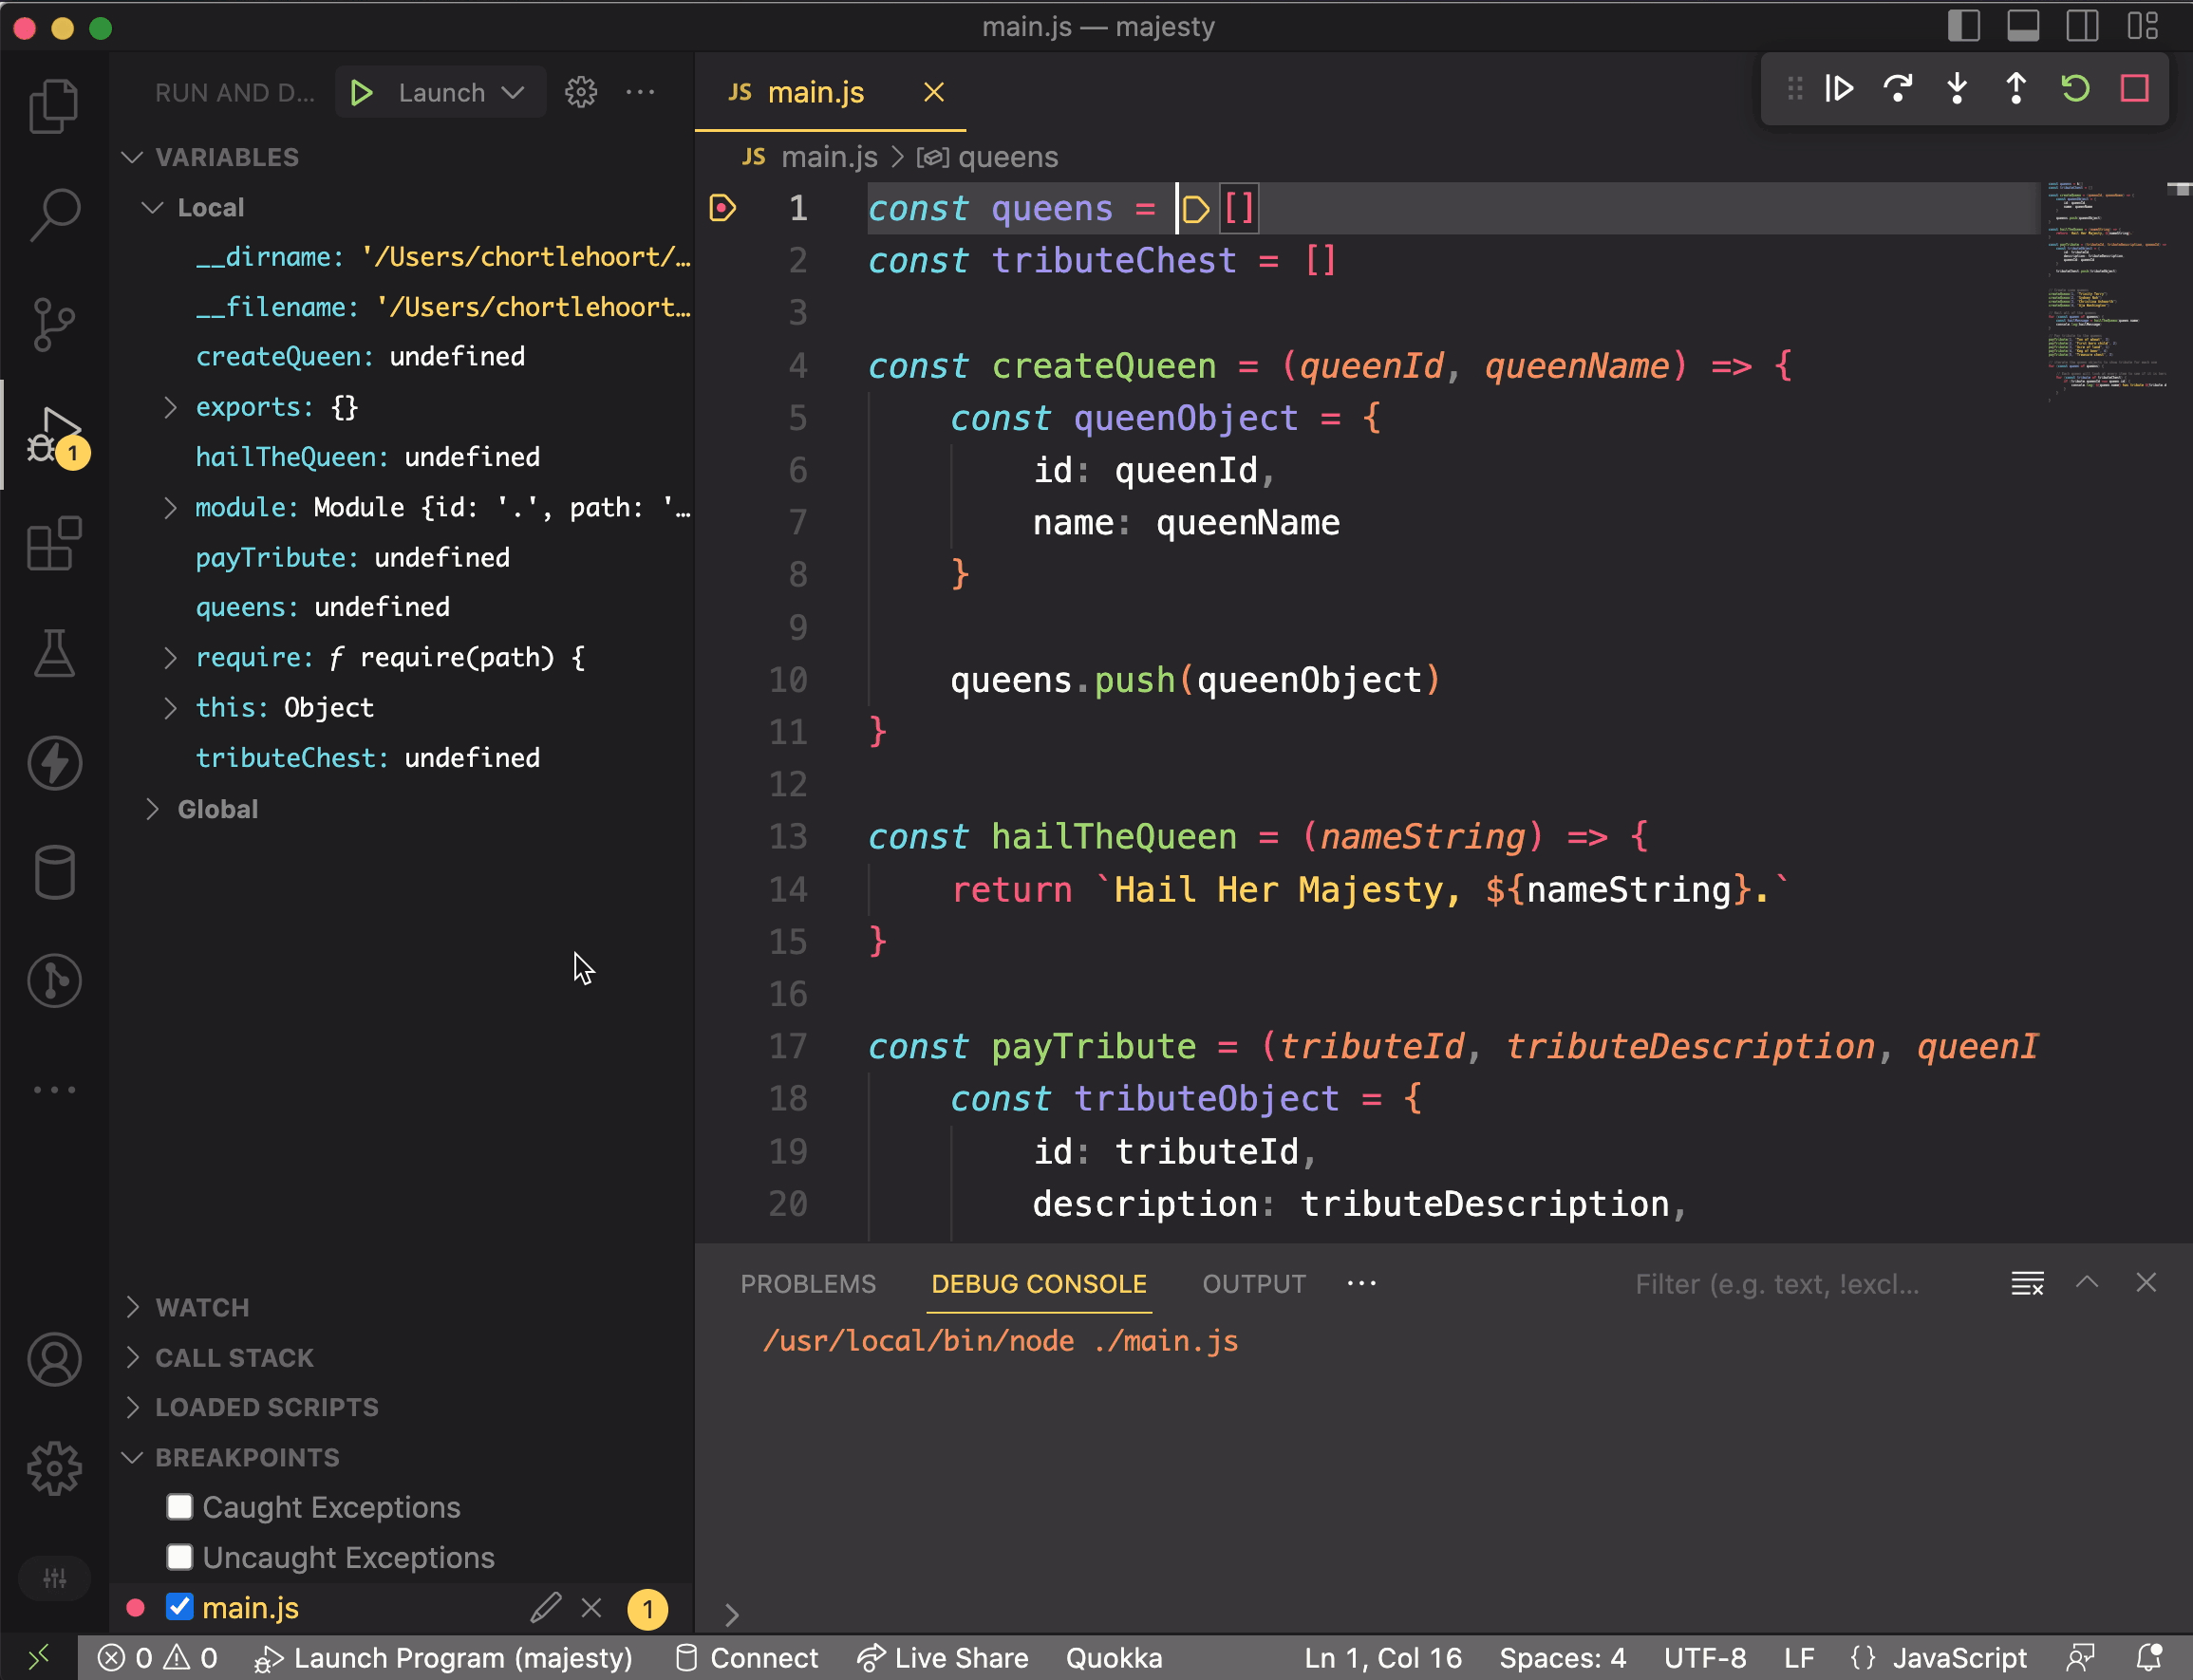 main.js — majesty
RUN AND D...
Launch
VARIABLES
Local
__dirname: '/Users/chortlehoort/…
__filename: '/Users/chortlehoort…
createQueen: undefined
exports: {}
hailTheQueen: undefined
module: Module {id: '.', path: '…
payTribute: undefined
queens: undefined
require: ƒ require(path) {
this: Object
tributeChest: undefined
Global
WATCH
CALL STACK
LOADED SCRIPTS
BREAKPOINTS
Caught Exceptions
Uncaught Exceptions
main.js
1
1
JS main.js
JS main.js > queens
1 const queens = []
2 const tributeChest = []
3
4 const createQueen = (queenId, queenName) => {
5 const queenObject = {
6 id: queenId,
7 name: queenName
8 }
9
10 queens.push(queenObject)
11 }
12
13 const hailTheQueen = (nameString) => {
14 return `Hail Her Majesty, ${nameString}.`
15 }
16
17 const payTribute = (tributeId, tributeDescription, queenI
18 const tributeObject = {
19 id: tributeId,
20 description: tributeDescription,
PROBLEMS DEBUG CONSOLE OUTPUT ··· Filter (e.g. text, !excl...
/usr/local/bin/node ./main.js
>
0 0 Launch Program (majesty) Connect Live Share Quokka Ln 1, Col 16 Spaces: 4 UTF-8 LF {} JavaScript